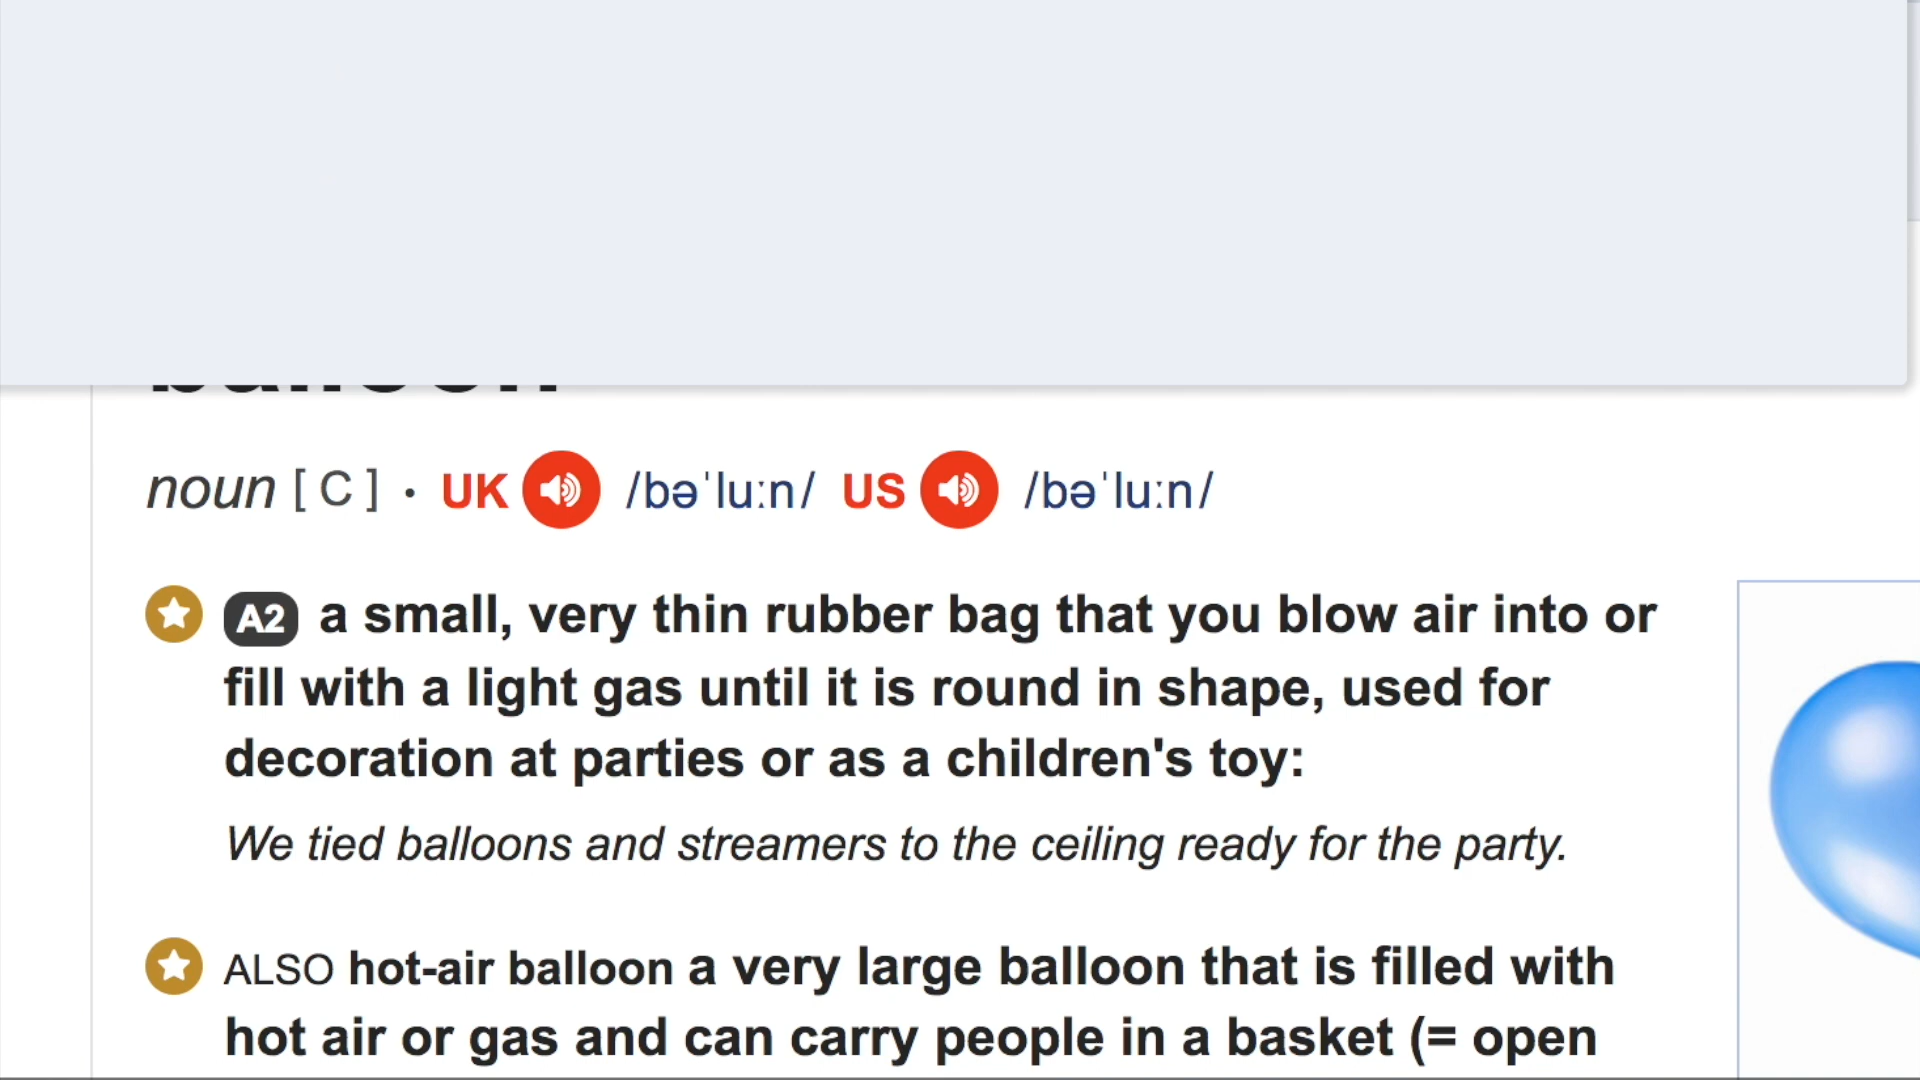 noun [ C ] · UK /bəˈluːn/ US /bəˈluːn/
A2 a small, very thin rubber bag that you blow air into or
fill with a light gas until it is round in shape, used for
decoration at parties or as a children's toy:
We tied balloons and streamers to the ceiling ready for the party.
ALSO hot-air balloon a very large balloon that is filled with
hot air or gas and can carry people in a basket (= open